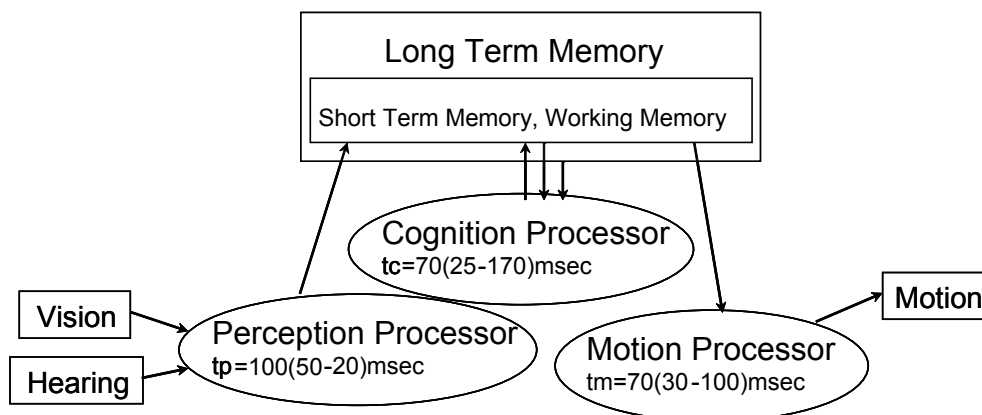 Long Term Memory
Short Term Memory, Working Memory
Cognition Processor
tc=70(25-170)msec
Vision
Hearing
Perception Processor
tp=100(50-20)msec
Motion Processor
tm=70(30-100)msec
Motion